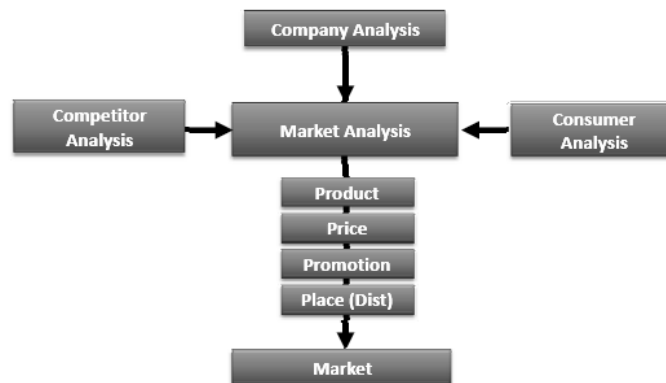 Company Analysis
Competitor
Analysis
Market Analysis
Consumer
Analysis
Product
Price
Promotion
Place (Dist)
Market